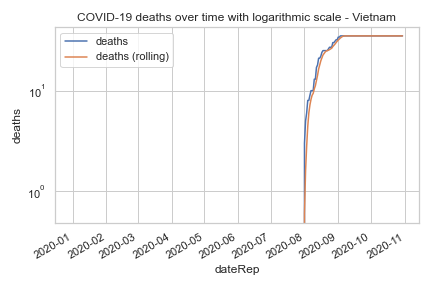 COVID-19 deaths over time with logarithmic scale - Vietnam
deaths
deaths (rolling)
10¹
10⁰
deaths
2020-01 2020-02 2020-03 2020-04 2020-05 2020-06 2020-07 2020-08 2020-09 2020-10 2020-11
dateRep